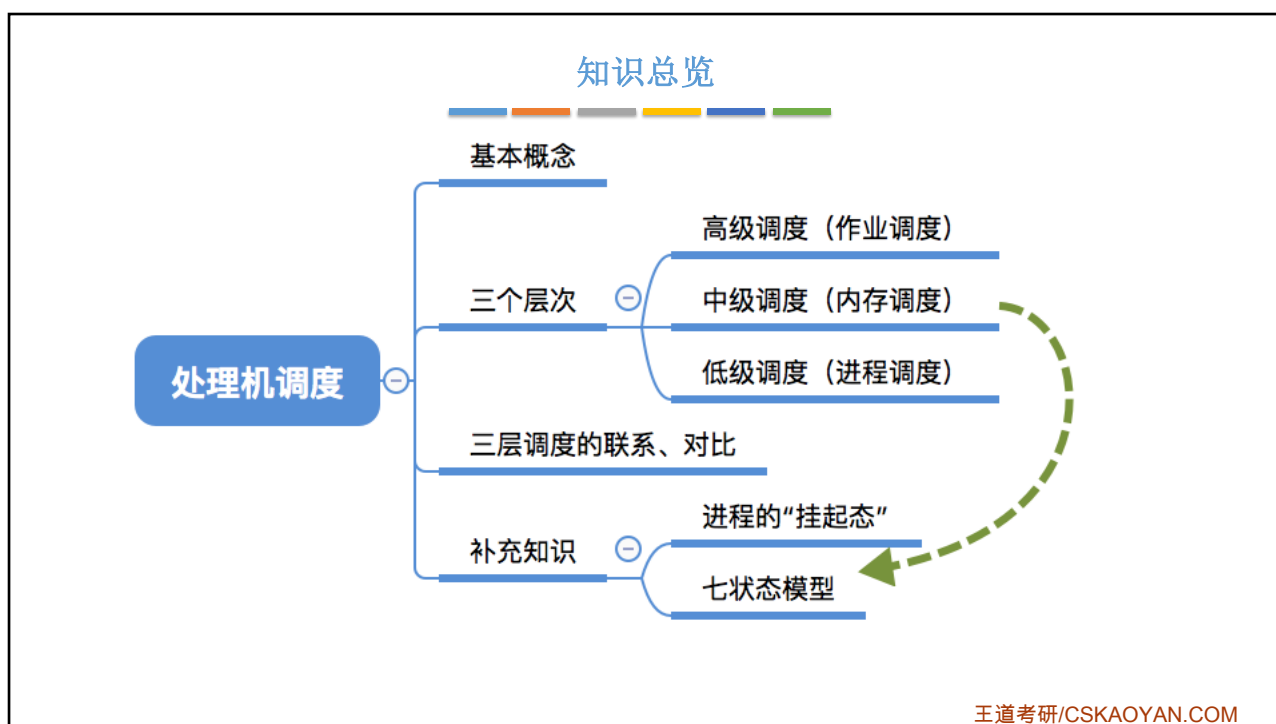 知识总览
基本概念
高级调度（作业调度）
三个层次
中级调度（内存调度）
低级调度（进程调度）
处理机调度
三层调度的联系、对比
进程的“挂起态”
补充知识
七状态模型
王道考研/CSKAOYAN.COM